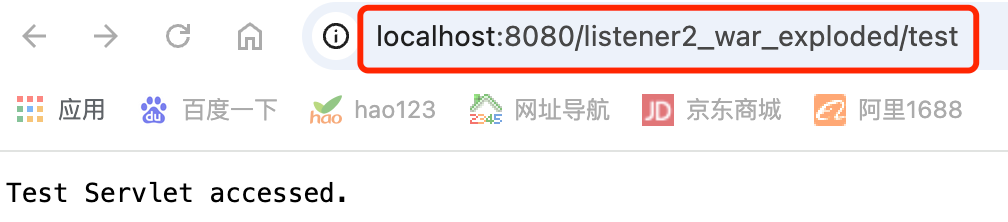 localhost:8080/listener2_war_exploded/test
应用 百度一下 hao123 网址导航 京东商城 阿里1688
Test Servlet accessed.